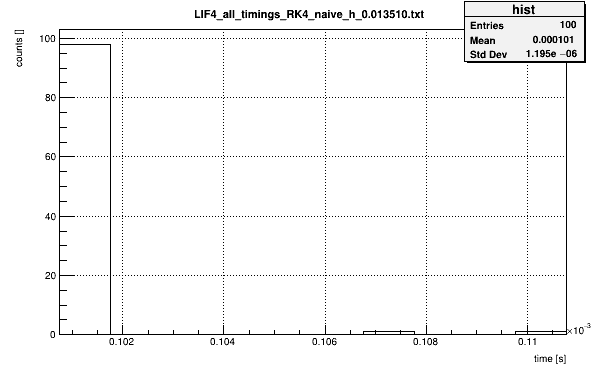 LIF4_all_timings_RK4_naive_h_0.013510.txt
hist
Entries 100
Mean 0.000101
Std Dev 1.195e −06
counts []
100
80
60
40
20
0
0.102 0.104 0.106 0.108 0.11
×10⁻³
time [s]